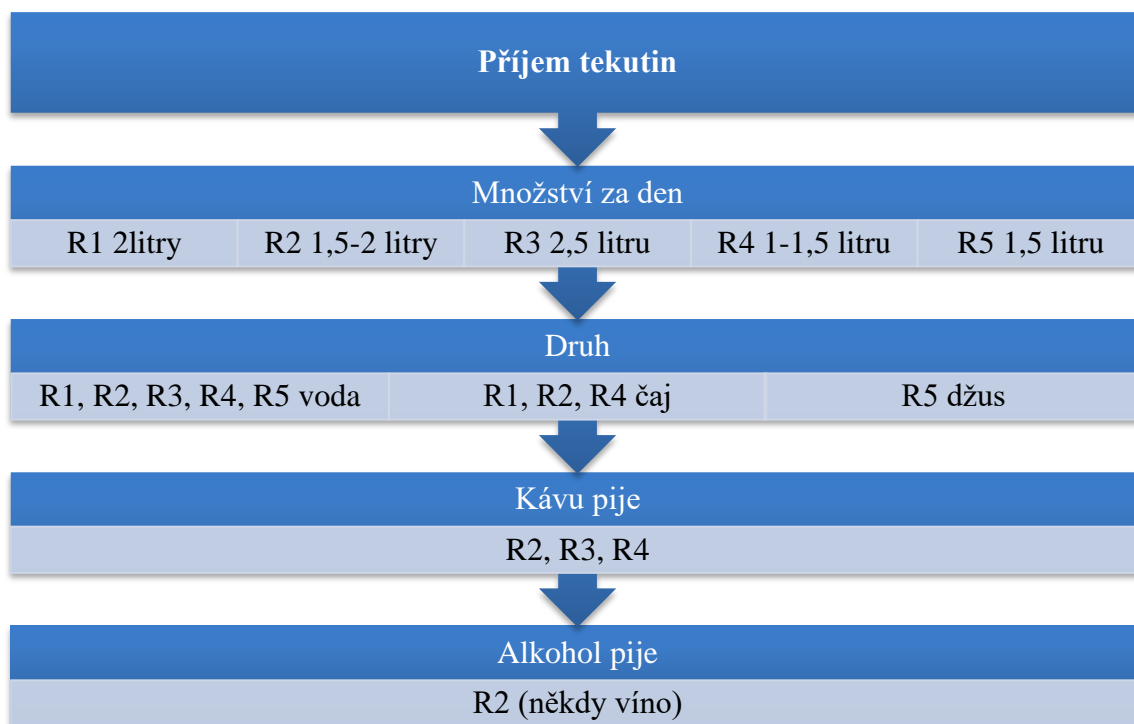 Příjem tekutin
Množství za den
R1 2litry R2 1,5-2 litry R3 2,5 litru R4 1-1,5 litru R5 1,5 litru
Druh
R1, R2, R3, R4, R5 voda R1, R2, R4 čaj R5 džus
Kávu pije
R2, R3, R4
Alkohol pije
R2 (někdy víno)